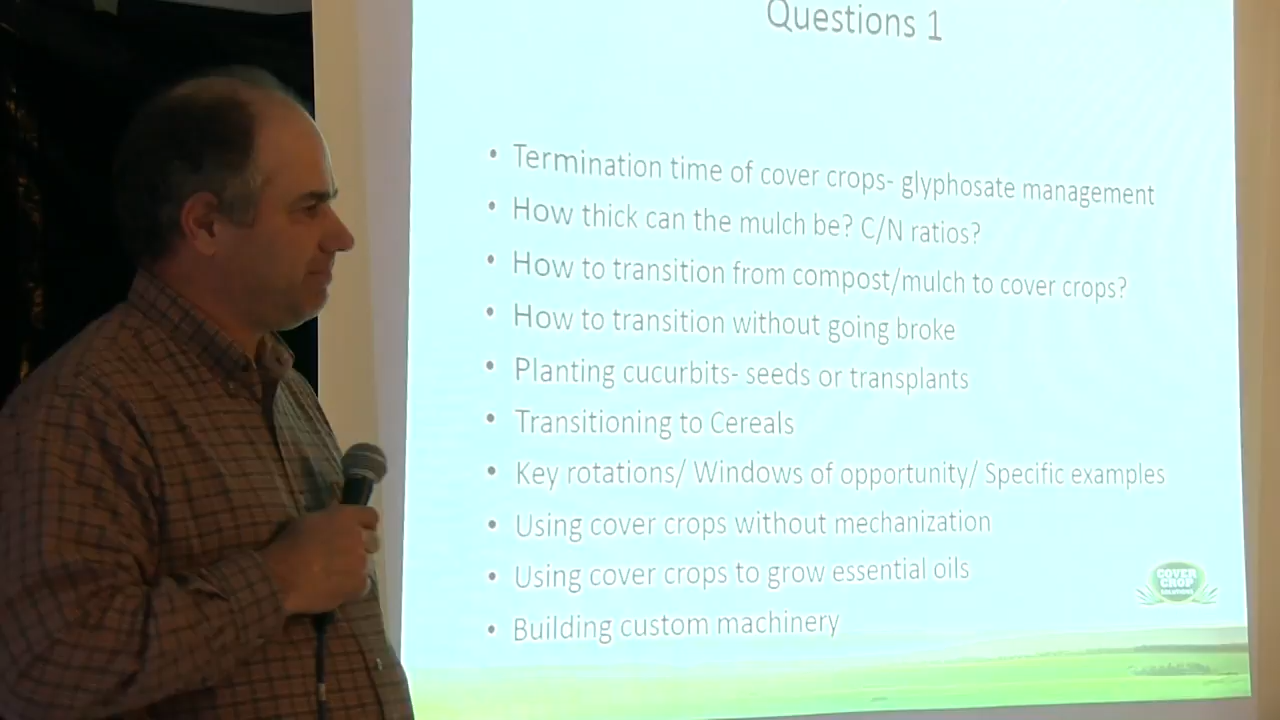 Questions 1
• Termination time of cover crops- glyphosate management
• How thick can the mulch be? C/N ratios?
• How to transition from compost/mulch to cover crops?
• How to transition without going broke
• Planting cucurbits- seeds or transplants
• Transitioning to Cereals
• Key rotations/ Windows of opportunity/ Specific examples
• Using cover crops without mechanization
• Using cover crops to grow essential oils
• Building custom machinery
COVER
CROP
SOLUTIONS